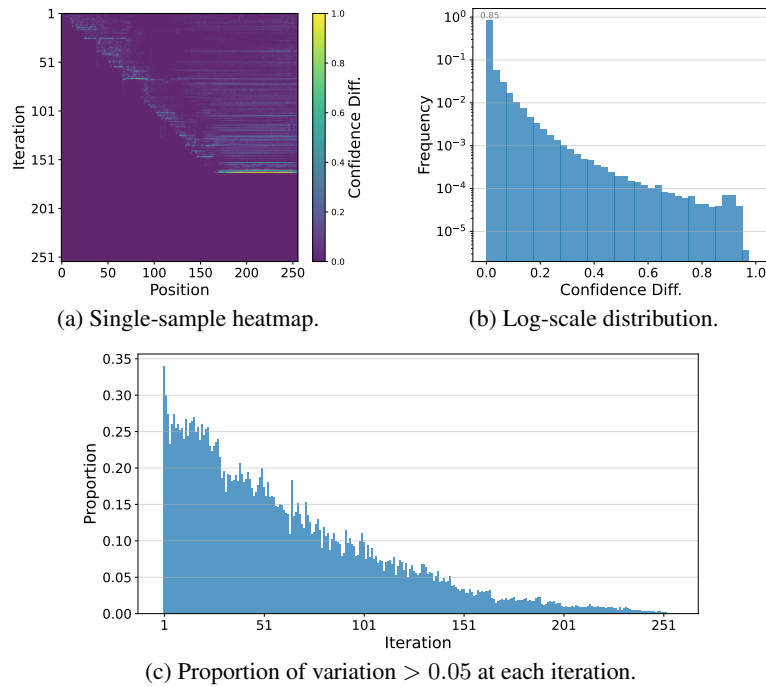 1
51
101
151
201
251
Iteration
0 50 100 150 200 250
Position
1.0
0.8
0.6
0.4
0.2
0.0
Confidence Diff.
(a) Single-sample heatmap.
0.85
10⁰
10⁻¹
10⁻²
10⁻³
10⁻⁴
10⁻⁵
Frequency
0.0 0.2 0.4 0.6 0.8 1.0
Confidence Diff.
(b) Log-scale distribution.
0.35
0.30
0.25
0.20
0.15
0.10
0.05
0.00
Proportion
1 51 101 151 201 251
Iteration
(c) Proportion of variation > 0.05 at each iteration.